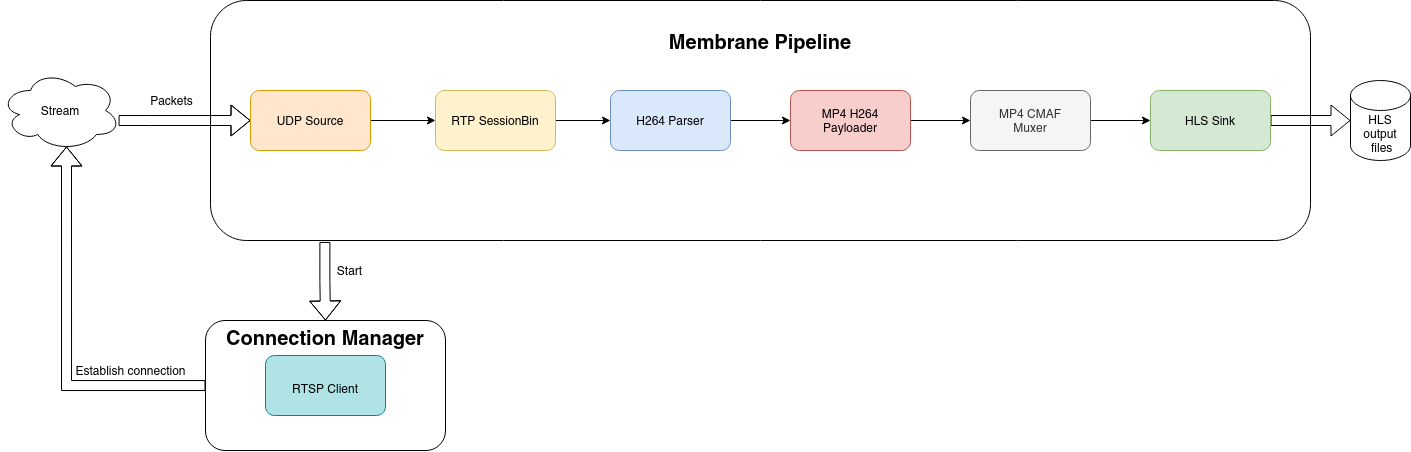 Membrane Pipeline
Stream
Packets
UDP Source
RTP SessionBin
H264 Parser
MP4 H264
Payloader
MP4 CMAF
Muxer
HLS Sink
HLS
output
files
Start
Connection Manager
Establish connection
RTSP Client